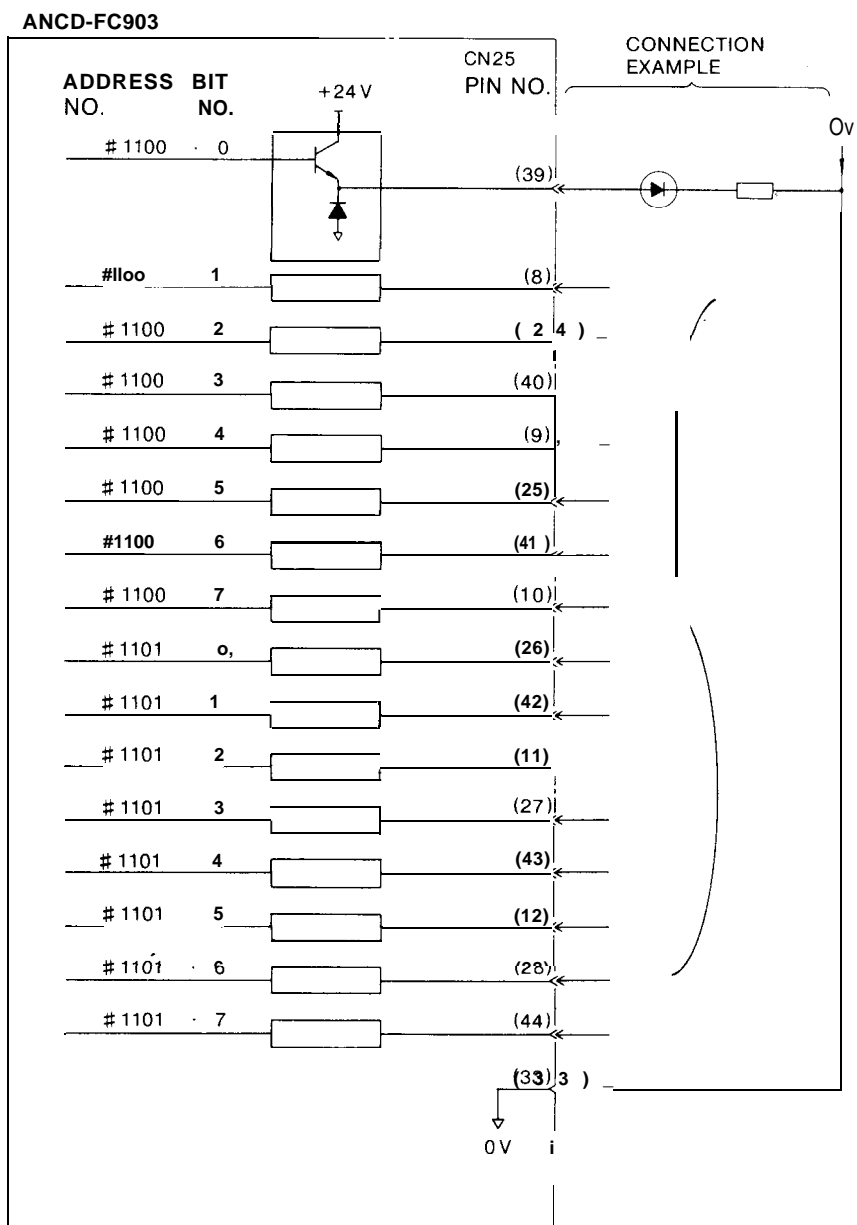 ANCD-FC903
CONNECTION
EXAMPLE
CN25
PIN NO.
ADDRESS BIT
NO. NO.
+24V
0v
#1100 · 0 (39)
#lloo 1 (8)
#1100 2 ( 2 4 ) _
#1100 3 (40)
#1100 4 (9), _
#1100 5 (25)
#1100 6 (41)
#1100 7 (10)
#1101 o, (26)
#1101 1 (42)
#1101 2 (11)
#1101 3 (27)
#1101 4 (43)
#1101 5 (12)
#1101 · 6 (28)
#1101 · 7 (44)
(33) 3 ) _
0V i